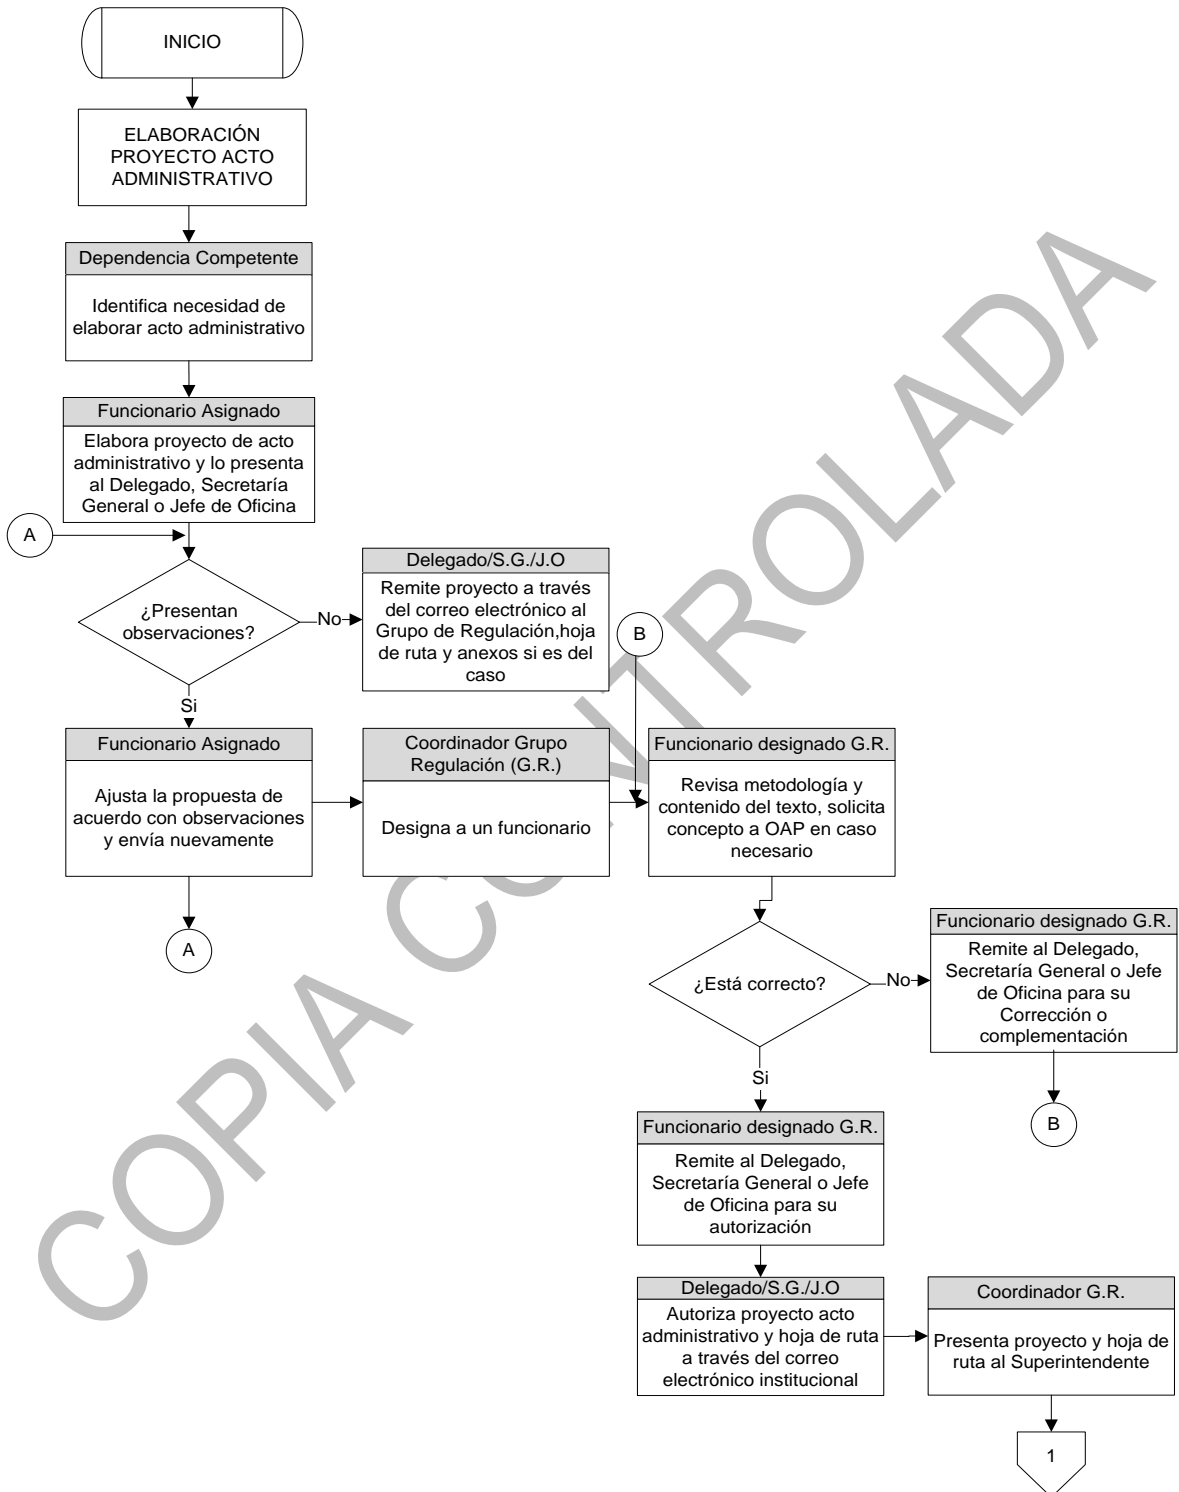 INICIO
ELABORACIÓN
PROYECTO ACTO
ADMINISTRATIVO
Dependencia Competente
Identifica necesidad de
elaborar acto administrativo
Funcionario Asignado
Elabora proyecto de acto
administrativo y lo presenta
al Delegado, Secretaría
General o Jefe de Oficina
A
¿Presentan
observaciones?
No
Delegado/S.G./J.O
Remite proyecto a través
del correo electrónico al
Grupo de Regulación,hoja
de ruta y anexos si es del
caso
B
Si
Funcionario Asignado
Ajusta la propuesta de
acuerdo con observaciones
y envía nuevamente
Coordinador Grupo
Regulación (G.R.)
Designa a un funcionario
Funcionario designado G.R.
Revisa metodología y
contenido del texto, solicita
concepto a OAP en caso
necesario
A
¿Está correcto?
No
Funcionario designado G.R.
Remite al Delegado,
Secretaría General o Jefe
de Oficina para su
Corrección o
complementación
B
Si
Funcionario designado G.R.
Remite al Delegado,
Secretaría General o Jefe
de Oficina para su
autorización
Delegado/S.G./J.O
Autoriza proyecto acto
administrativo y hoja de ruta
a través del correo
electrónico institucional
Coordinador G.R.
Presenta proyecto y hoja de
ruta al Superintendente
1
COPIA CONTROLADA